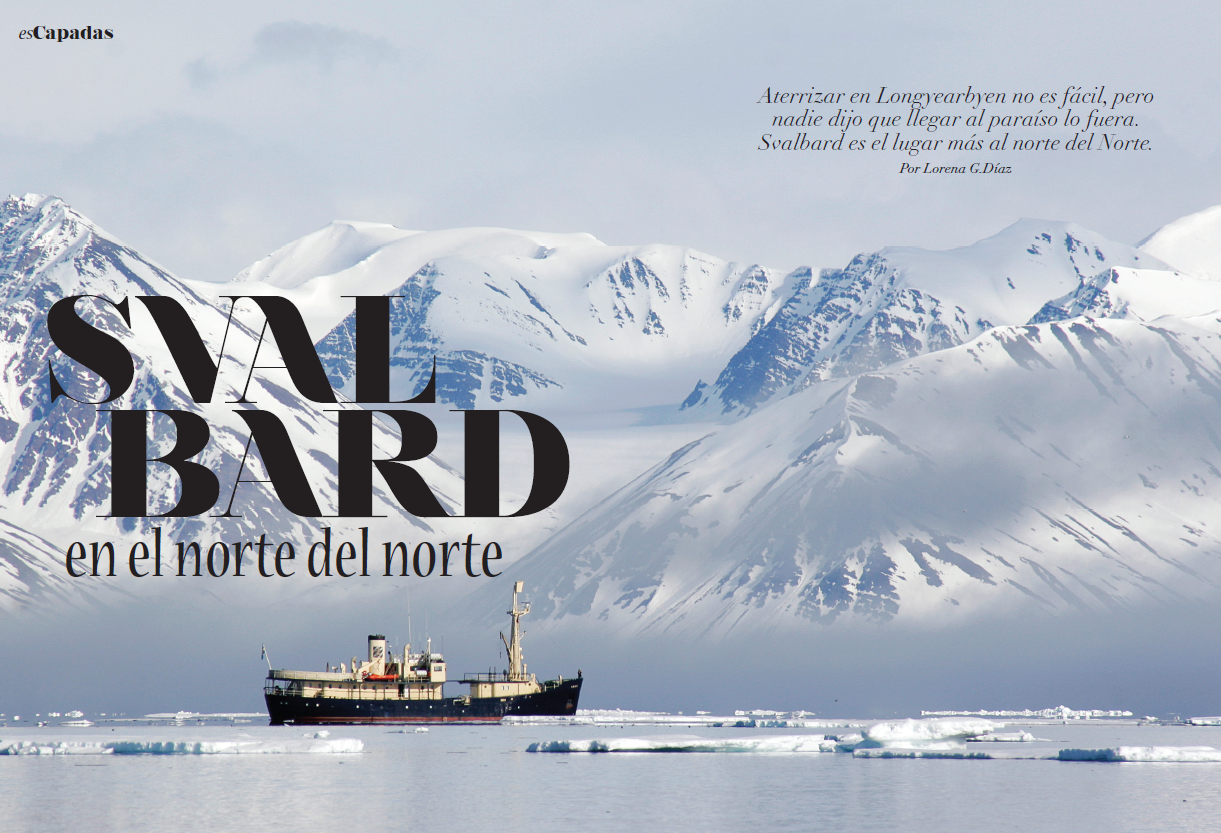 esCapadas
Aterrizar en Longyearbyen no es fácil, pero
nadie dijo que llegar al paraíso lo fuera.
Svalbard es el lugar más al norte del Norte.
Por Lorena G.Díaz
SVAL
BARD
en el norte del norte